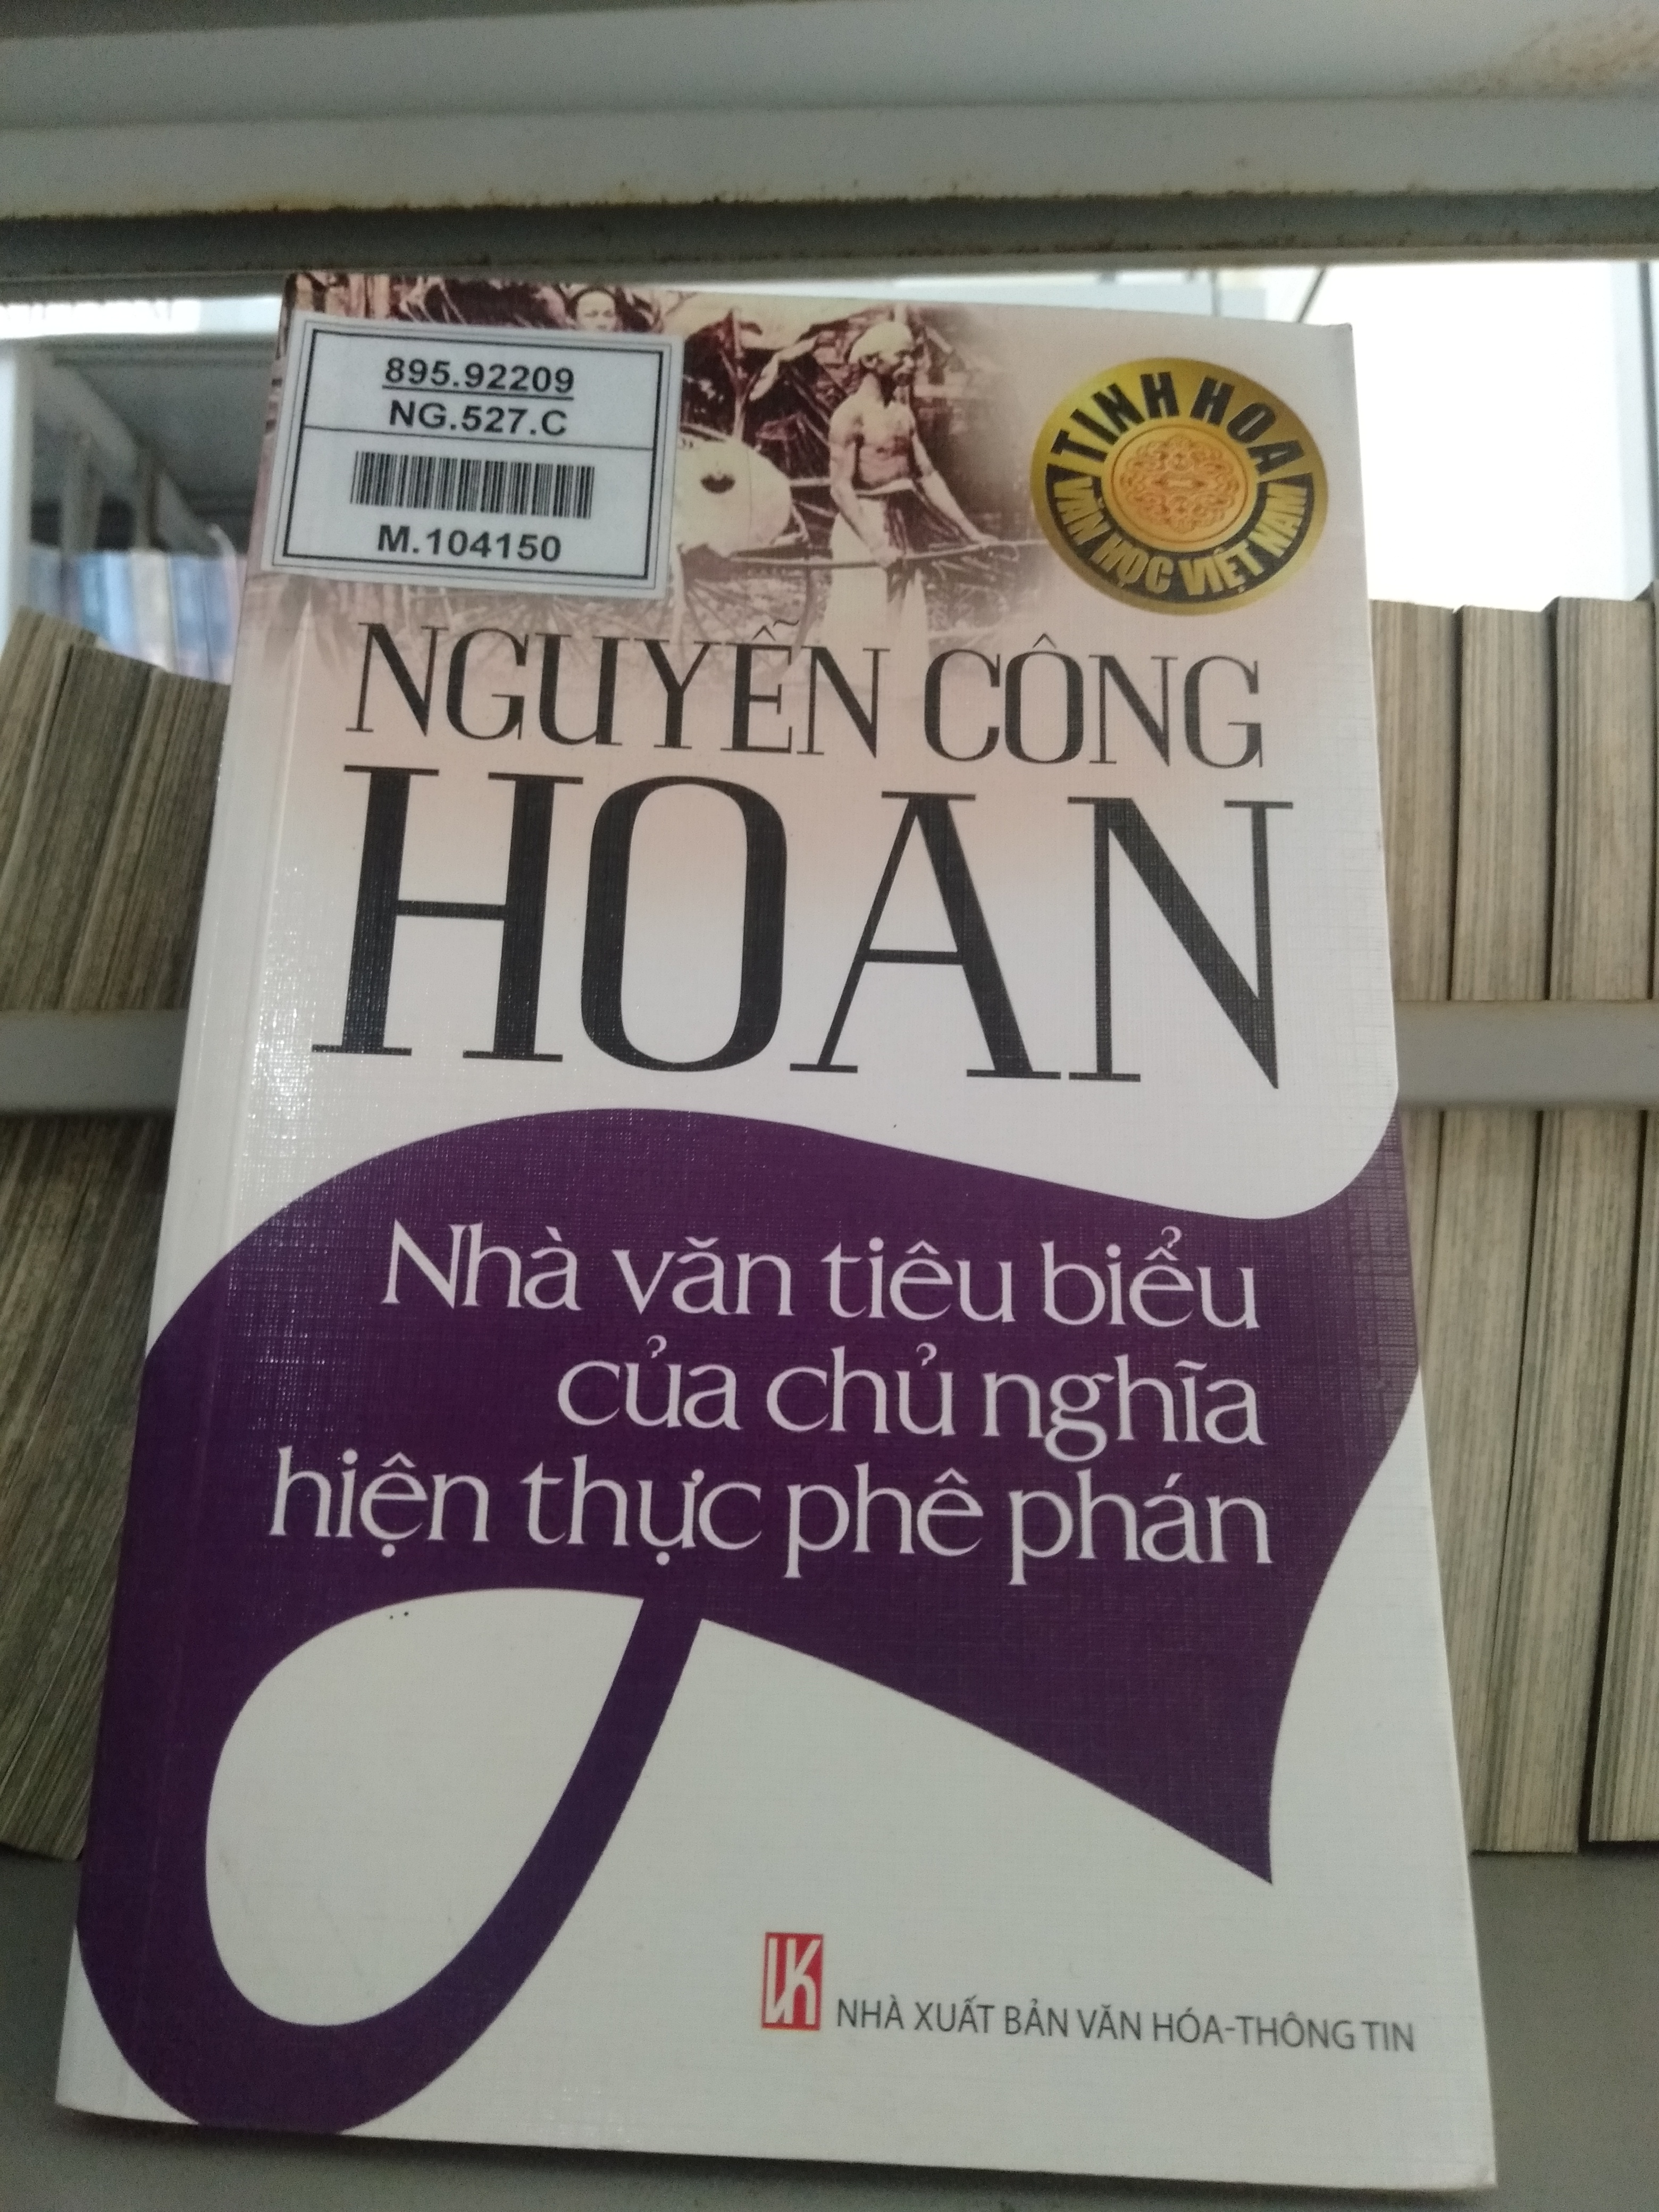 895.92209
NG.527.C
M.104150
TINH HOA
VĂN HỌC VIỆT NAM
NGUYỄN CÔNG
HOAN
Nhà văn tiêu biểu
của chủ nghĩa
hiện thực phê phán
NHÀ XUẤT BẢN VĂN HÓA-THÔNG TIN